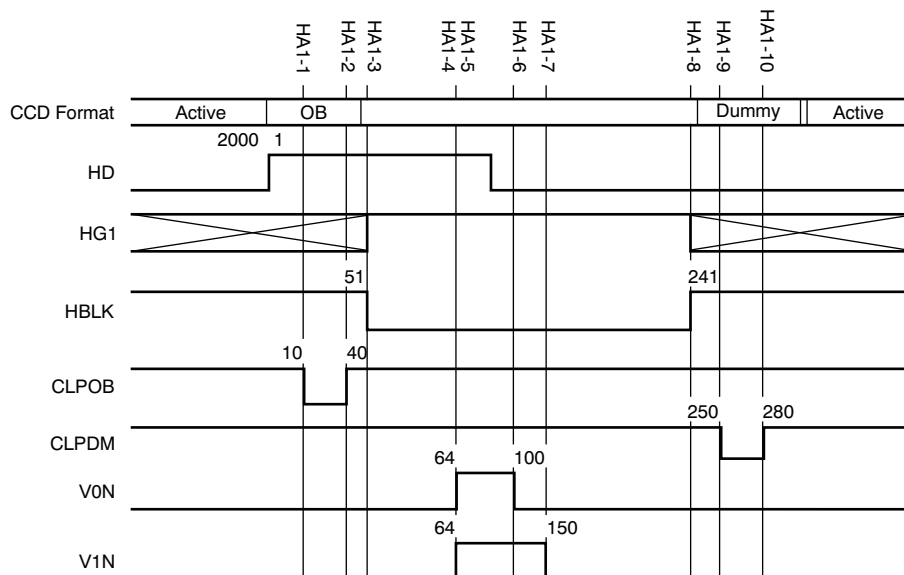 HA1-1
HA1-2
HA1-3
HA1-4
HA1-5
HA1-6
HA1-7
HA1-8
HA1-9
HA1-10
CCD Format
Active
OB
Dummy
Active
2000 1
HD
HG1
51
241
HBLK
10
40
CLPOB
250
280
CLPDM
64
100
V0N
64
150
V1N